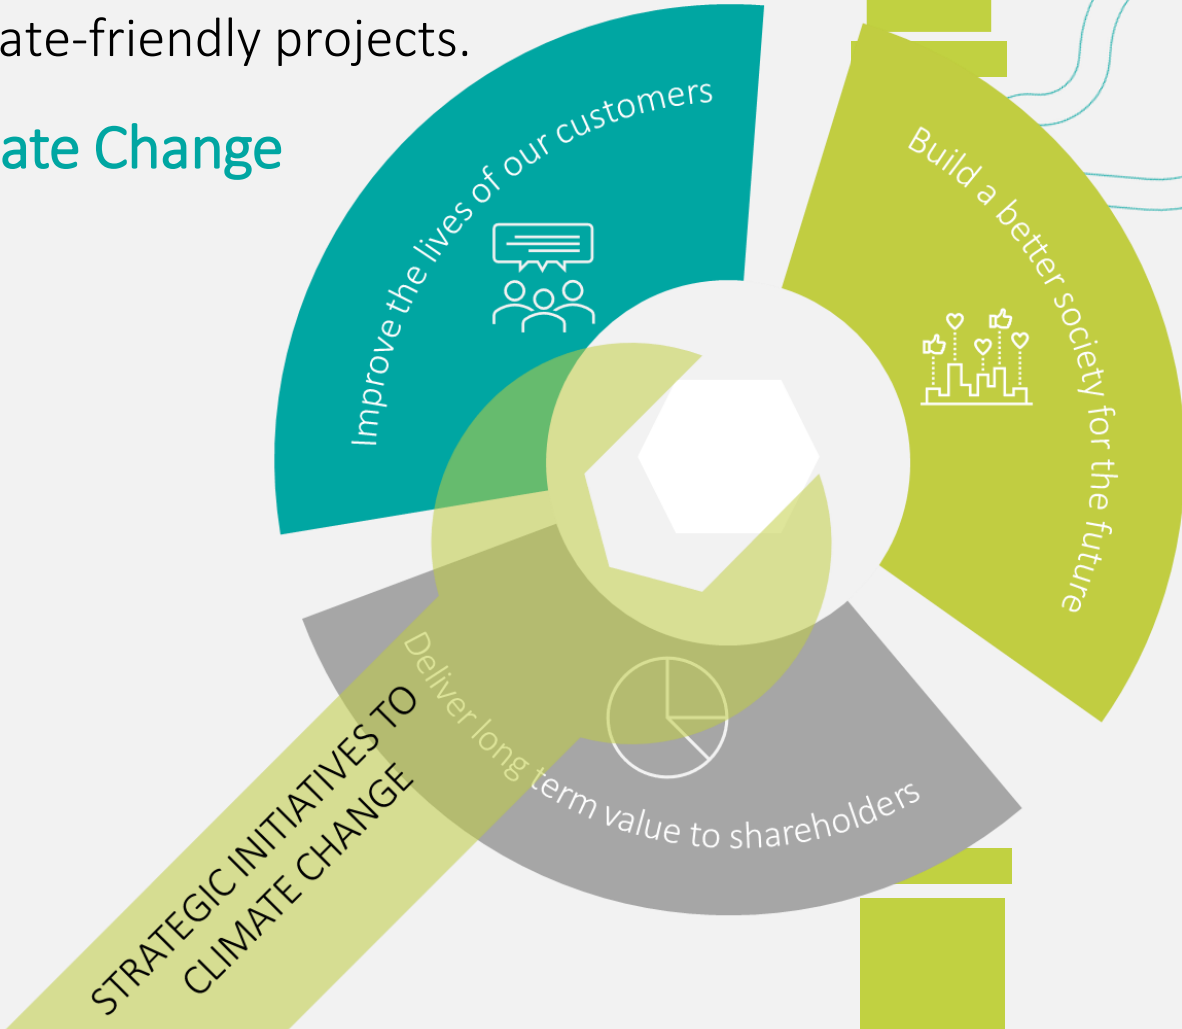 ate-friendly projects.
ate Change
Improve the lives of our customers
Build a better society for the future
Deliver long term value to shareholders
STRATEGIC INITIATIVES TO
CLIMATE CHANGE